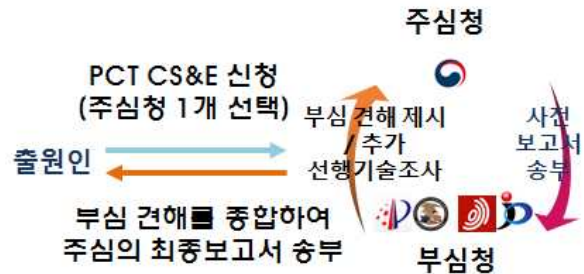 주심청
PCT CS&E 신청
(주심청 1개 선택)
부심 견해 제시
/ 추가
선행기술조사
사전
보고서
송부
출원인
부심 견해를 종합하여
주심의 최종보고서 송부
부심청